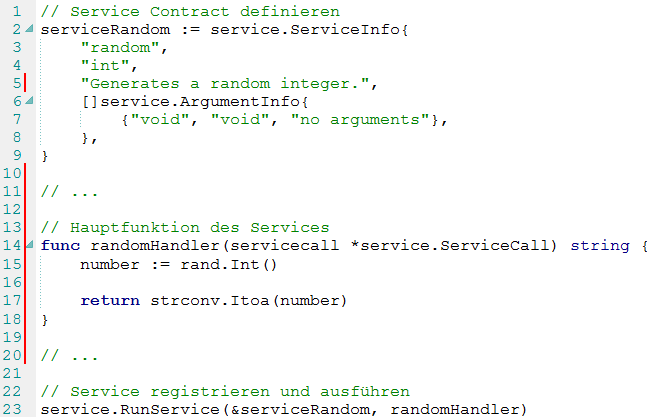 1 // Service Contract definieren
2 serviceRandom := service.ServiceInfo{
3     "random",
4     "int",
5     "Generates a random integer.",
6     []service.ArgumentInfo{
7         {"void", "void", "no arguments"},
8     },
9 }
10
11 // ...
12
13 // Hauptfunktion des Services
14 func randomHandler(servicecall *service.ServiceCall) string {
15     number := rand.Int()
16
17     return strconv.Itoa(number)
18 }
19
20 // ...
21
22 // Service registrieren und ausführen
23 service.RunService(&serviceRandom, randomHandler)